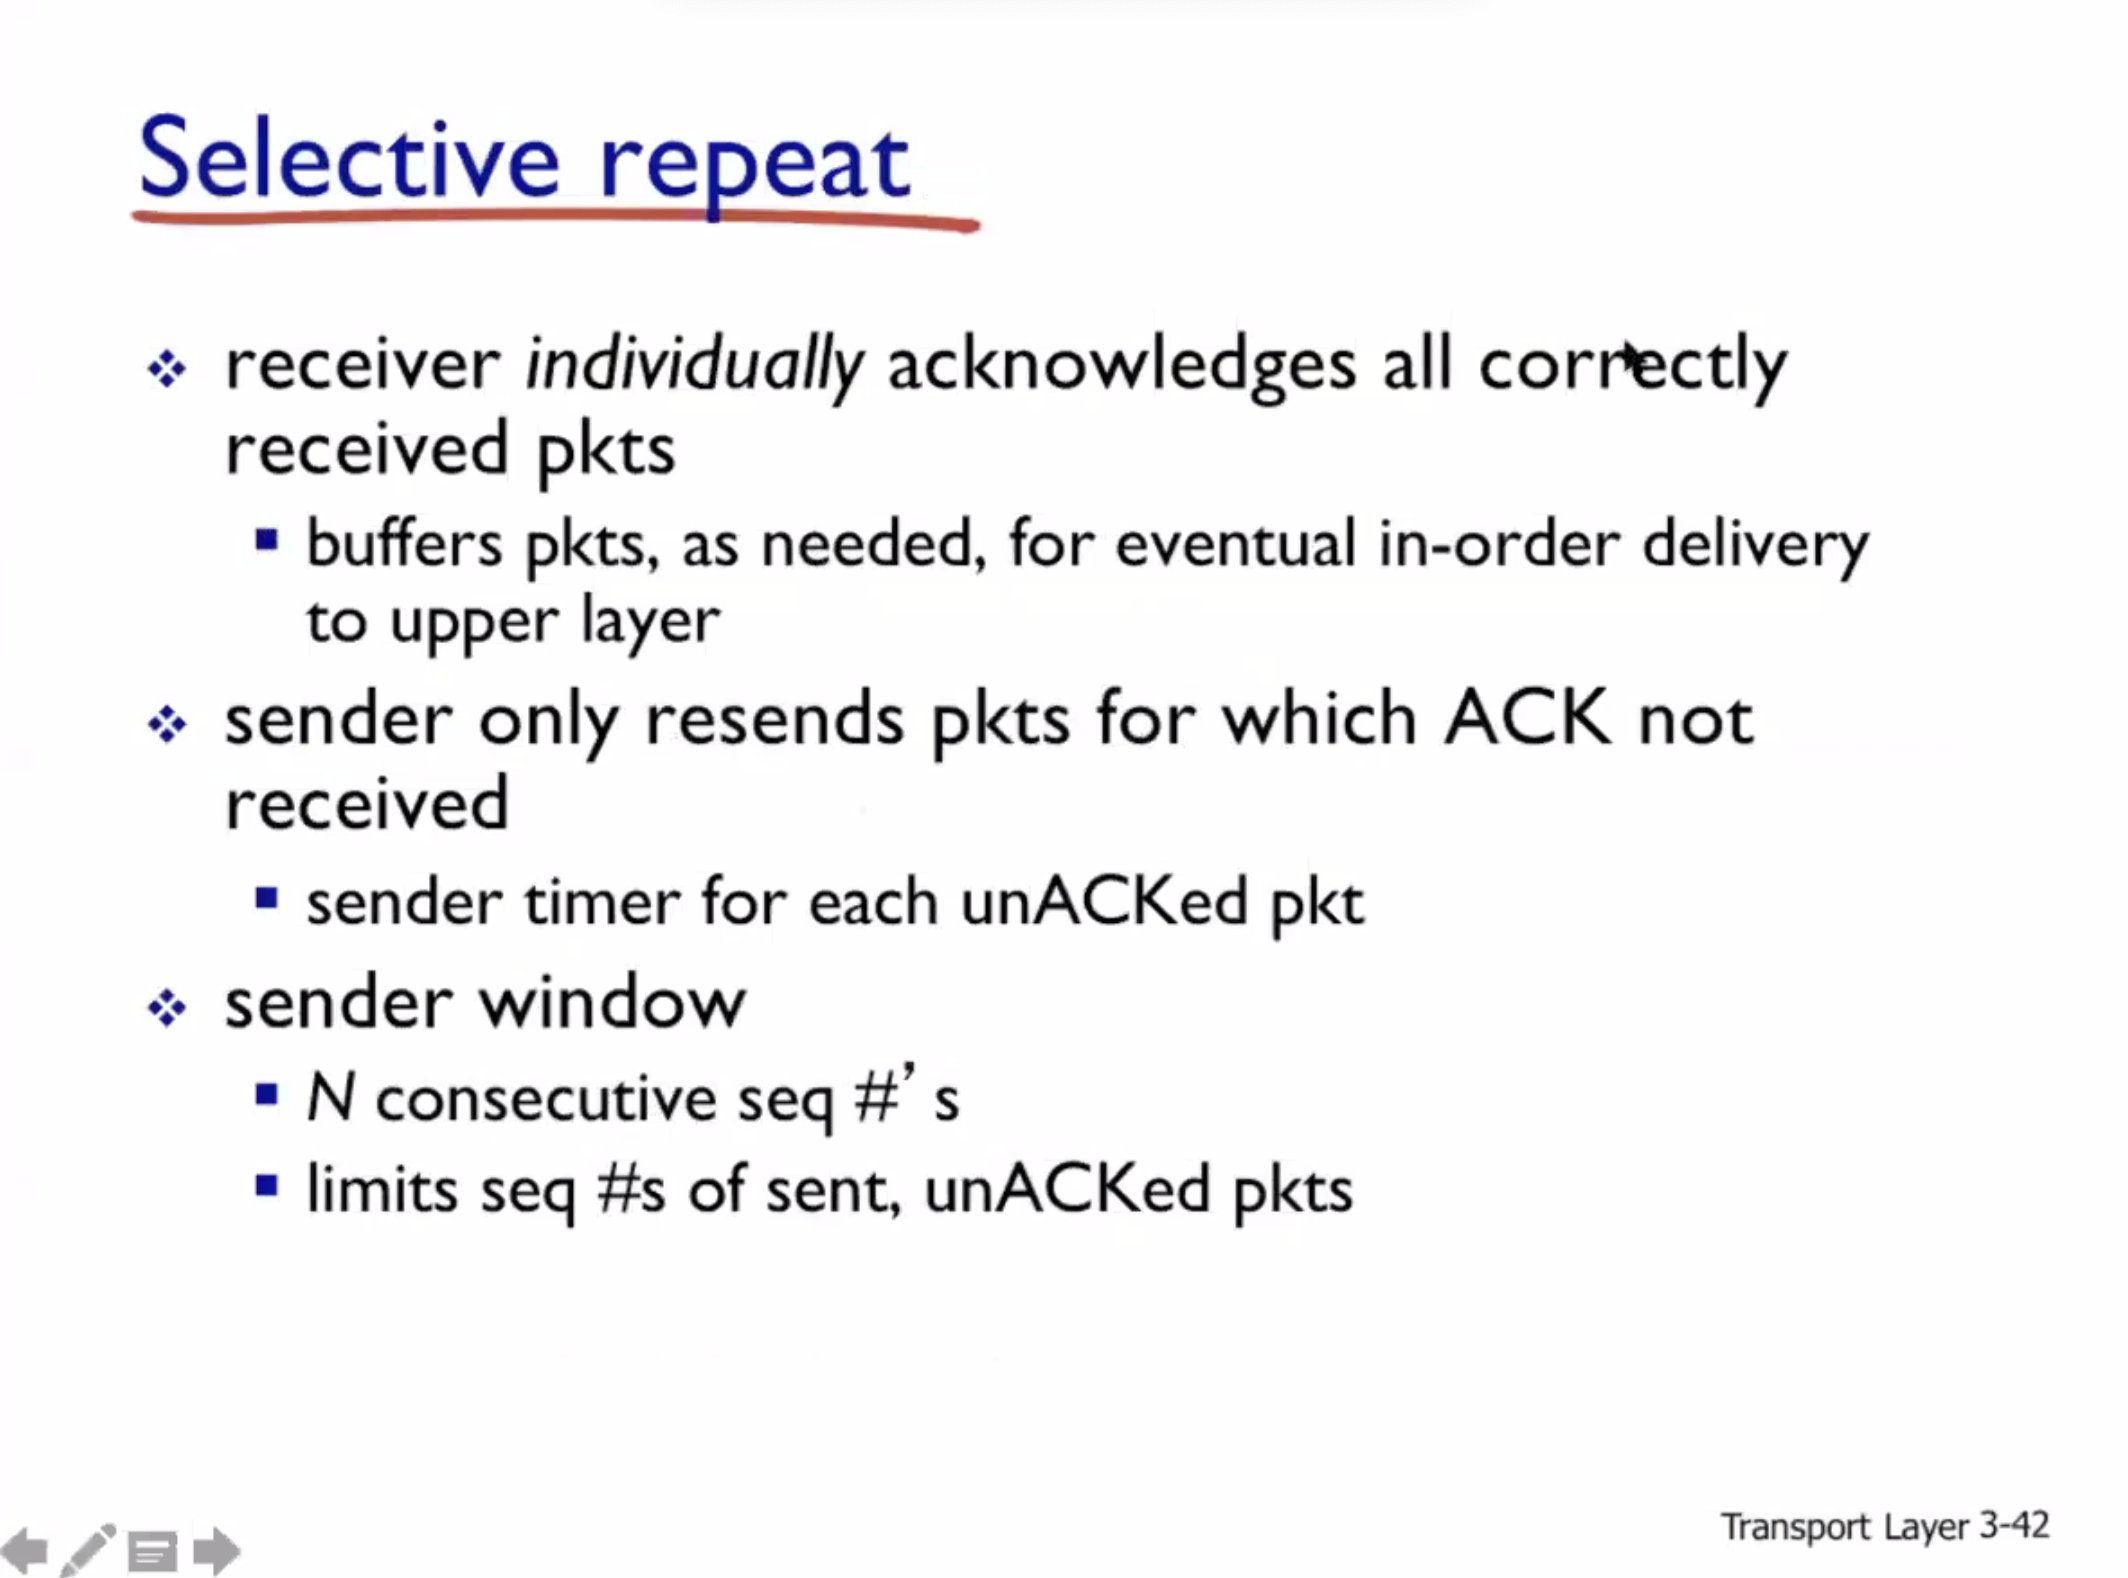 Selective repeat
receiver individually acknowledges all correctly
received pkts
buffers pkts, as needed, for eventual in-order delivery
to upper layer
sender only resends pkts for which ACK not
received
sender timer for each unACKed pkt
sender window
N consecutive seq #’ s
limits seq #s of sent, unACKed pkts
Transport Layer 3-42